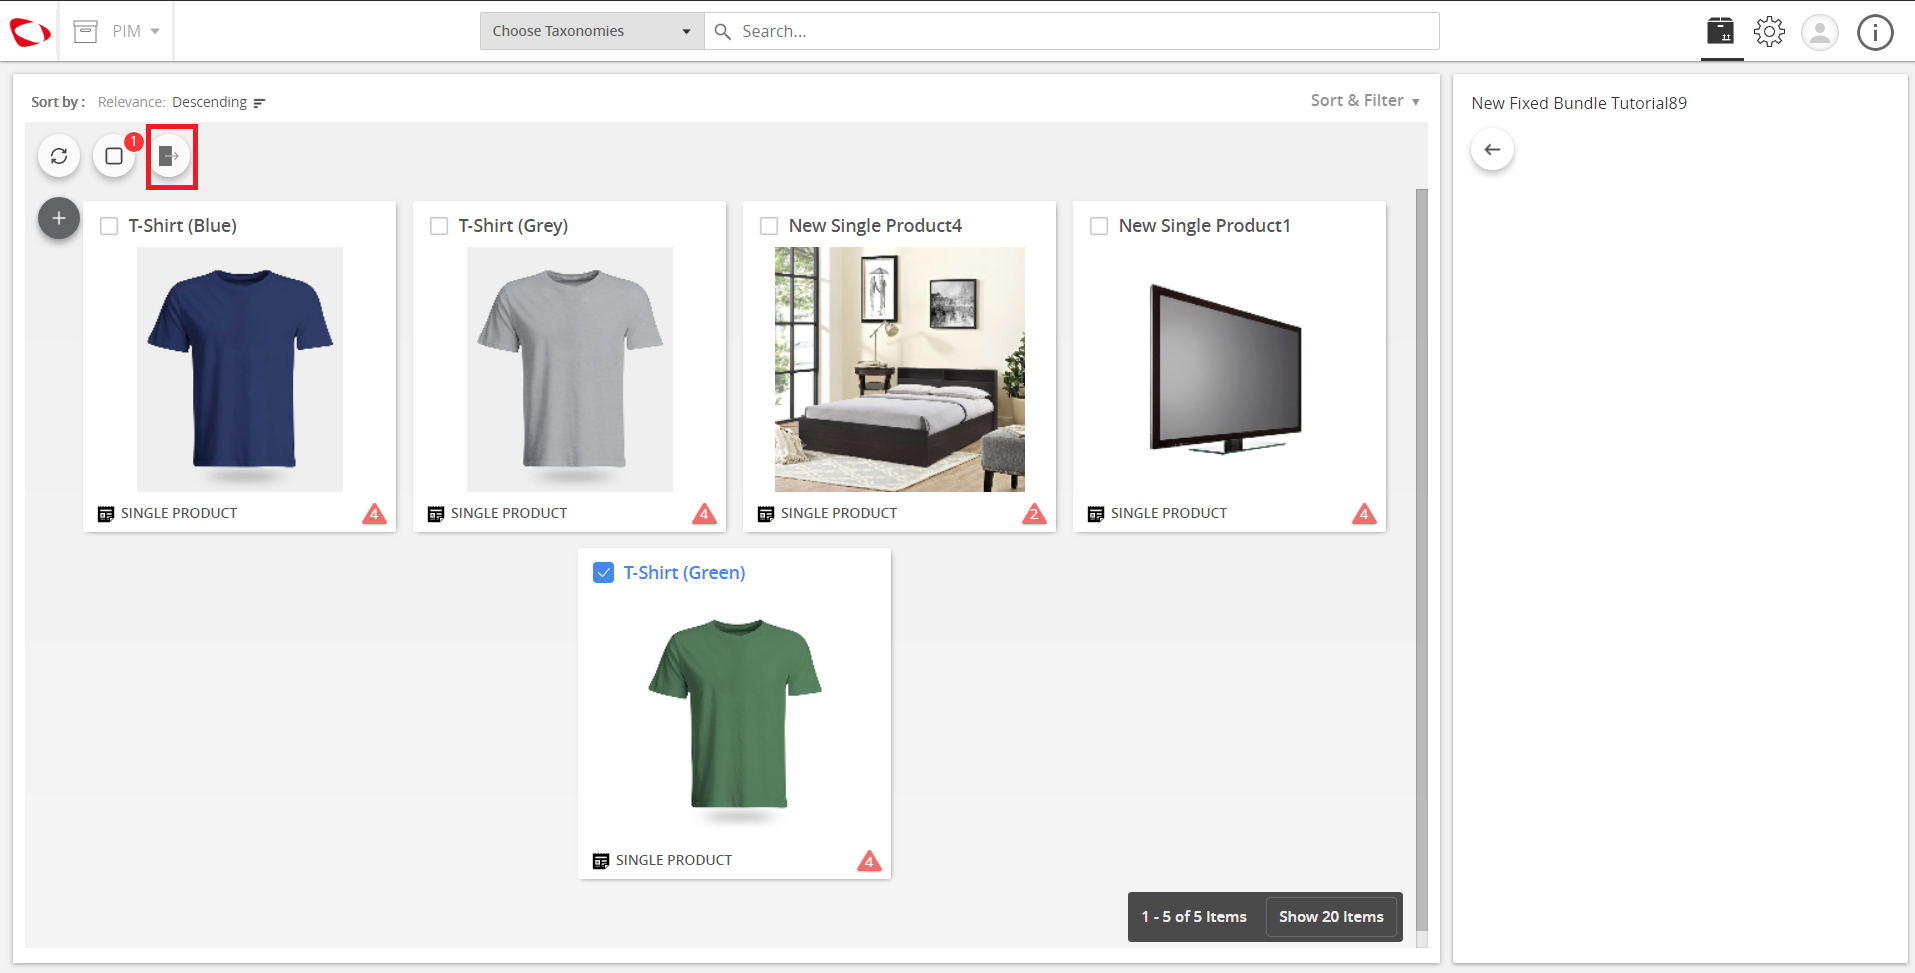 PIM
Choose Taxonomies
Search...
Sort by : Relevance: Descending
Sort & Filter
New Fixed Bundle Tutorial89
1
T-Shirt (Blue)
T-Shirt (Grey)
New Single Product4
New Single Product1
SINGLE PRODUCT 4
SINGLE PRODUCT 4
SINGLE PRODUCT 2
SINGLE PRODUCT 4
T-Shirt (Green)
SINGLE PRODUCT 4
1 - 5 of 5 Items Show 20 Items